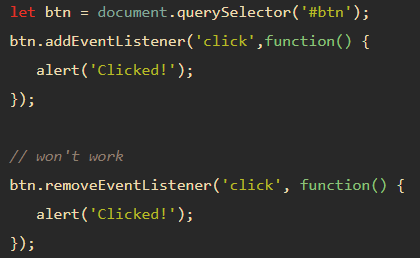 let btn = document.querySelector('#btn');
btn.addEventListener('click',function() {
   alert('Clicked!');
});

// won't work
btn.removeEventListener('click', function() {
   alert('Clicked!');
});